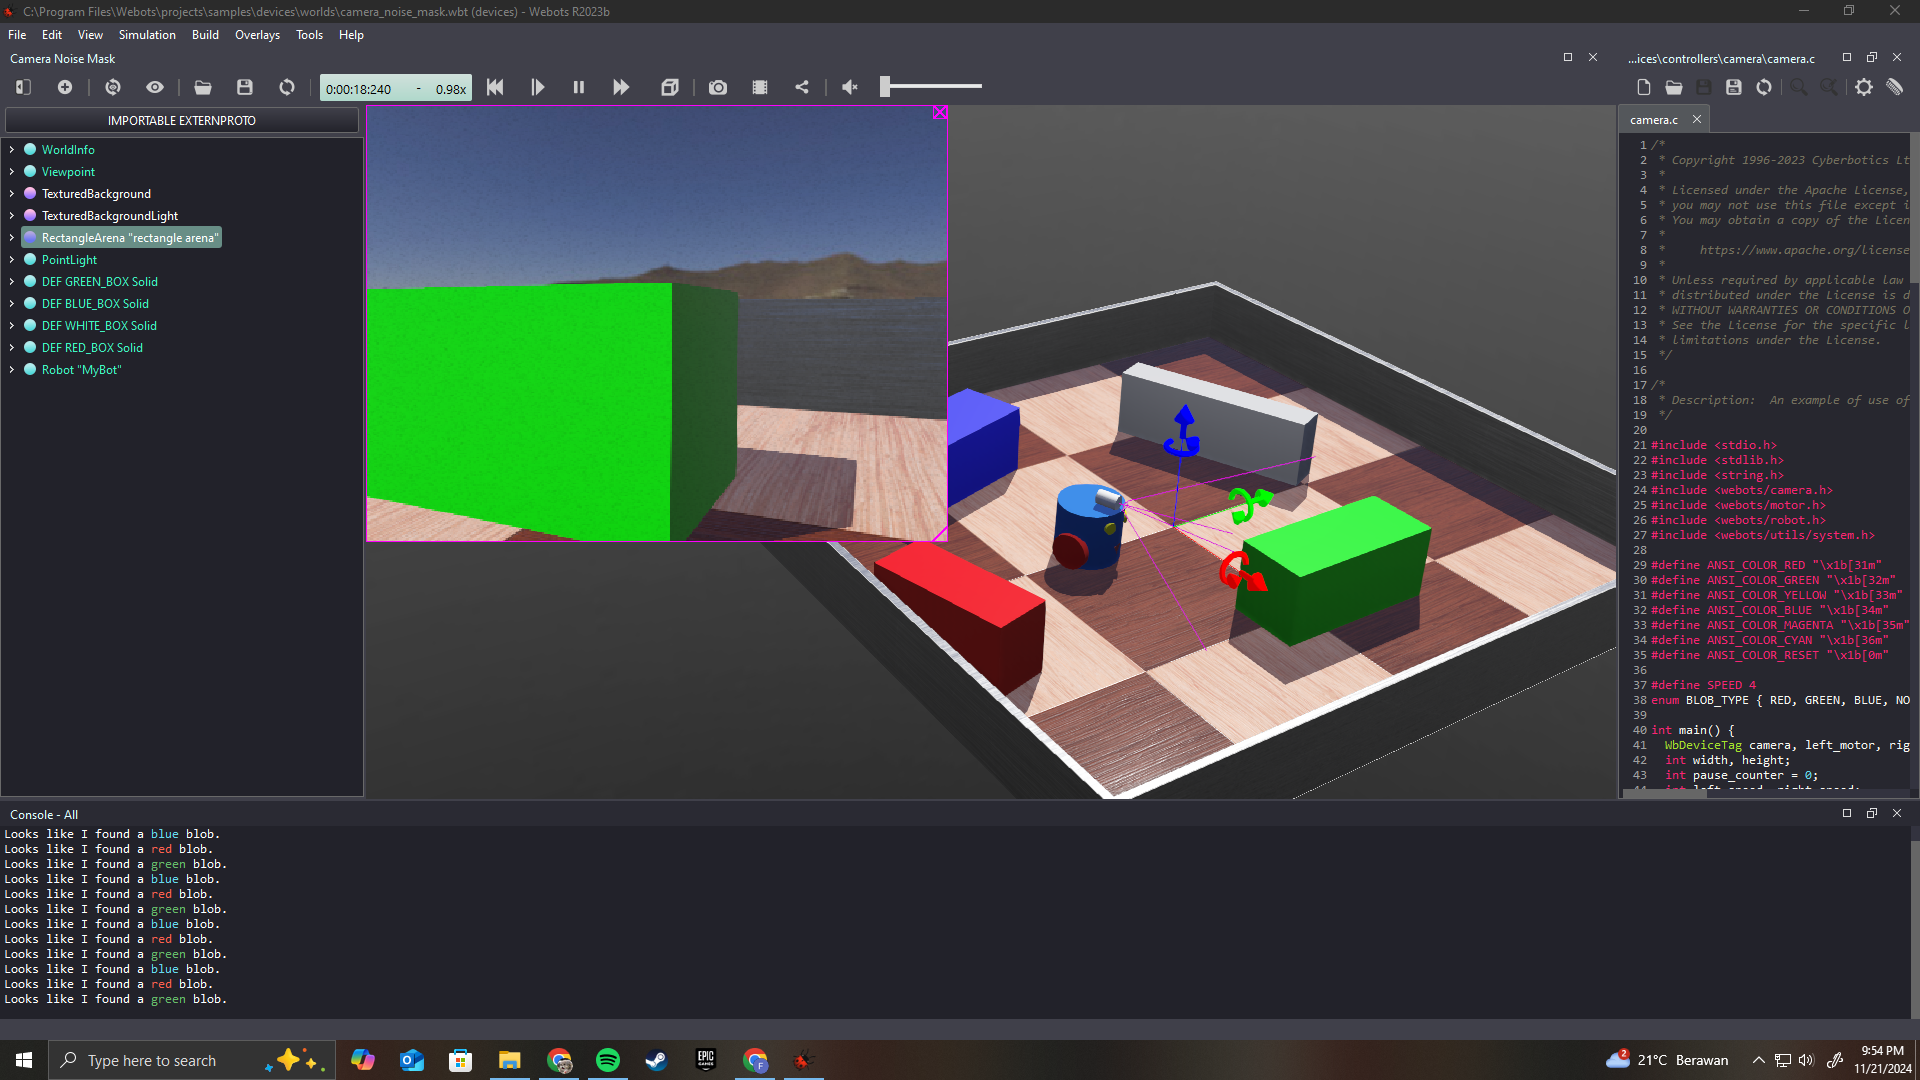 C:\Program Files\Webots\projects\samples\devices\worlds\camera_noise_mask.wbt (devices) - Webots R2023b
File Edit View Simulation Build Overlays Tools Help
Camera Noise Mask
...ices\controllers\camera\camera.c
0:00:18:240 - 0.98x
IMPORTABLE EXTERNPROTO
camera.c
WorldInfo
Viewpoint
TexturedBackground
TexturedBackgroundLight
RectangleArena "rectangle arena"
PointLight
DEF GREEN_BOX Solid
DEF BLUE_BOX Solid
DEF WHITE_BOX Solid
DEF RED_BOX Solid
Robot "MyBot"
1 /*
2 * Copyright 1996-2023 Cyberbotics Lt
3 *
4 * Licensed under the Apache License,
5 * you may not use this file except i
6 * You may obtain a copy of the Licen
7 *
8 * https://www.apache.org/license
9 *
10 * Unless required by applicable law
11 * distributed under the License is d
12 * WITHOUT WARRANTIES OR CONDITIONS O
13 * See the License for the specific l
14 * limitations under the License.
15 */
16
17 /*
18 * Description:  An example of use of
19 */
20
21 #include <stdio.h>
22 #include <stdlib.h>
23 #include <string.h>
24 #include <webots/camera.h>
25 #include <webots/motor.h>
26 #include <webots/robot.h>
27 #include <webots/utils/system.h>
28
29 #define ANSI_COLOR_RED "\x1b[31m"
30 #define ANSI_COLOR_GREEN "\x1b[32m"
31 #define ANSI_COLOR_YELLOW "\x1b[33m"
32 #define ANSI_COLOR_BLUE "\x1b[34m"
33 #define ANSI_COLOR_MAGENTA "\x1b[35m"
34 #define ANSI_COLOR_CYAN "\x1b[36m"
35 #define ANSI_COLOR_RESET "\x1b[0m"
36
37 #define SPEED 4
38 enum BLOB_TYPE { RED, GREEN, BLUE, NO
39
40 int main() {
41 WbDeviceTag camera, left_motor, rig
42 int width, height;
43 int pause_counter = 0;
44 int left_speed, right_speed;
Console - All
Looks like I found a blue blob.
Looks like I found a red blob.
Looks like I found a green blob.
Looks like I found a blue blob.
Looks like I found a red blob.
Looks like I found a green blob.
Looks like I found a blue blob.
Looks like I found a red blob.
Looks like I found a green blob.
Looks like I found a blue blob.
Looks like I found a red blob.
Looks like I found a green blob.
Type here to search
EPIC GAMES
F
2
21°C Berawan
9:54 PM
11/21/2024